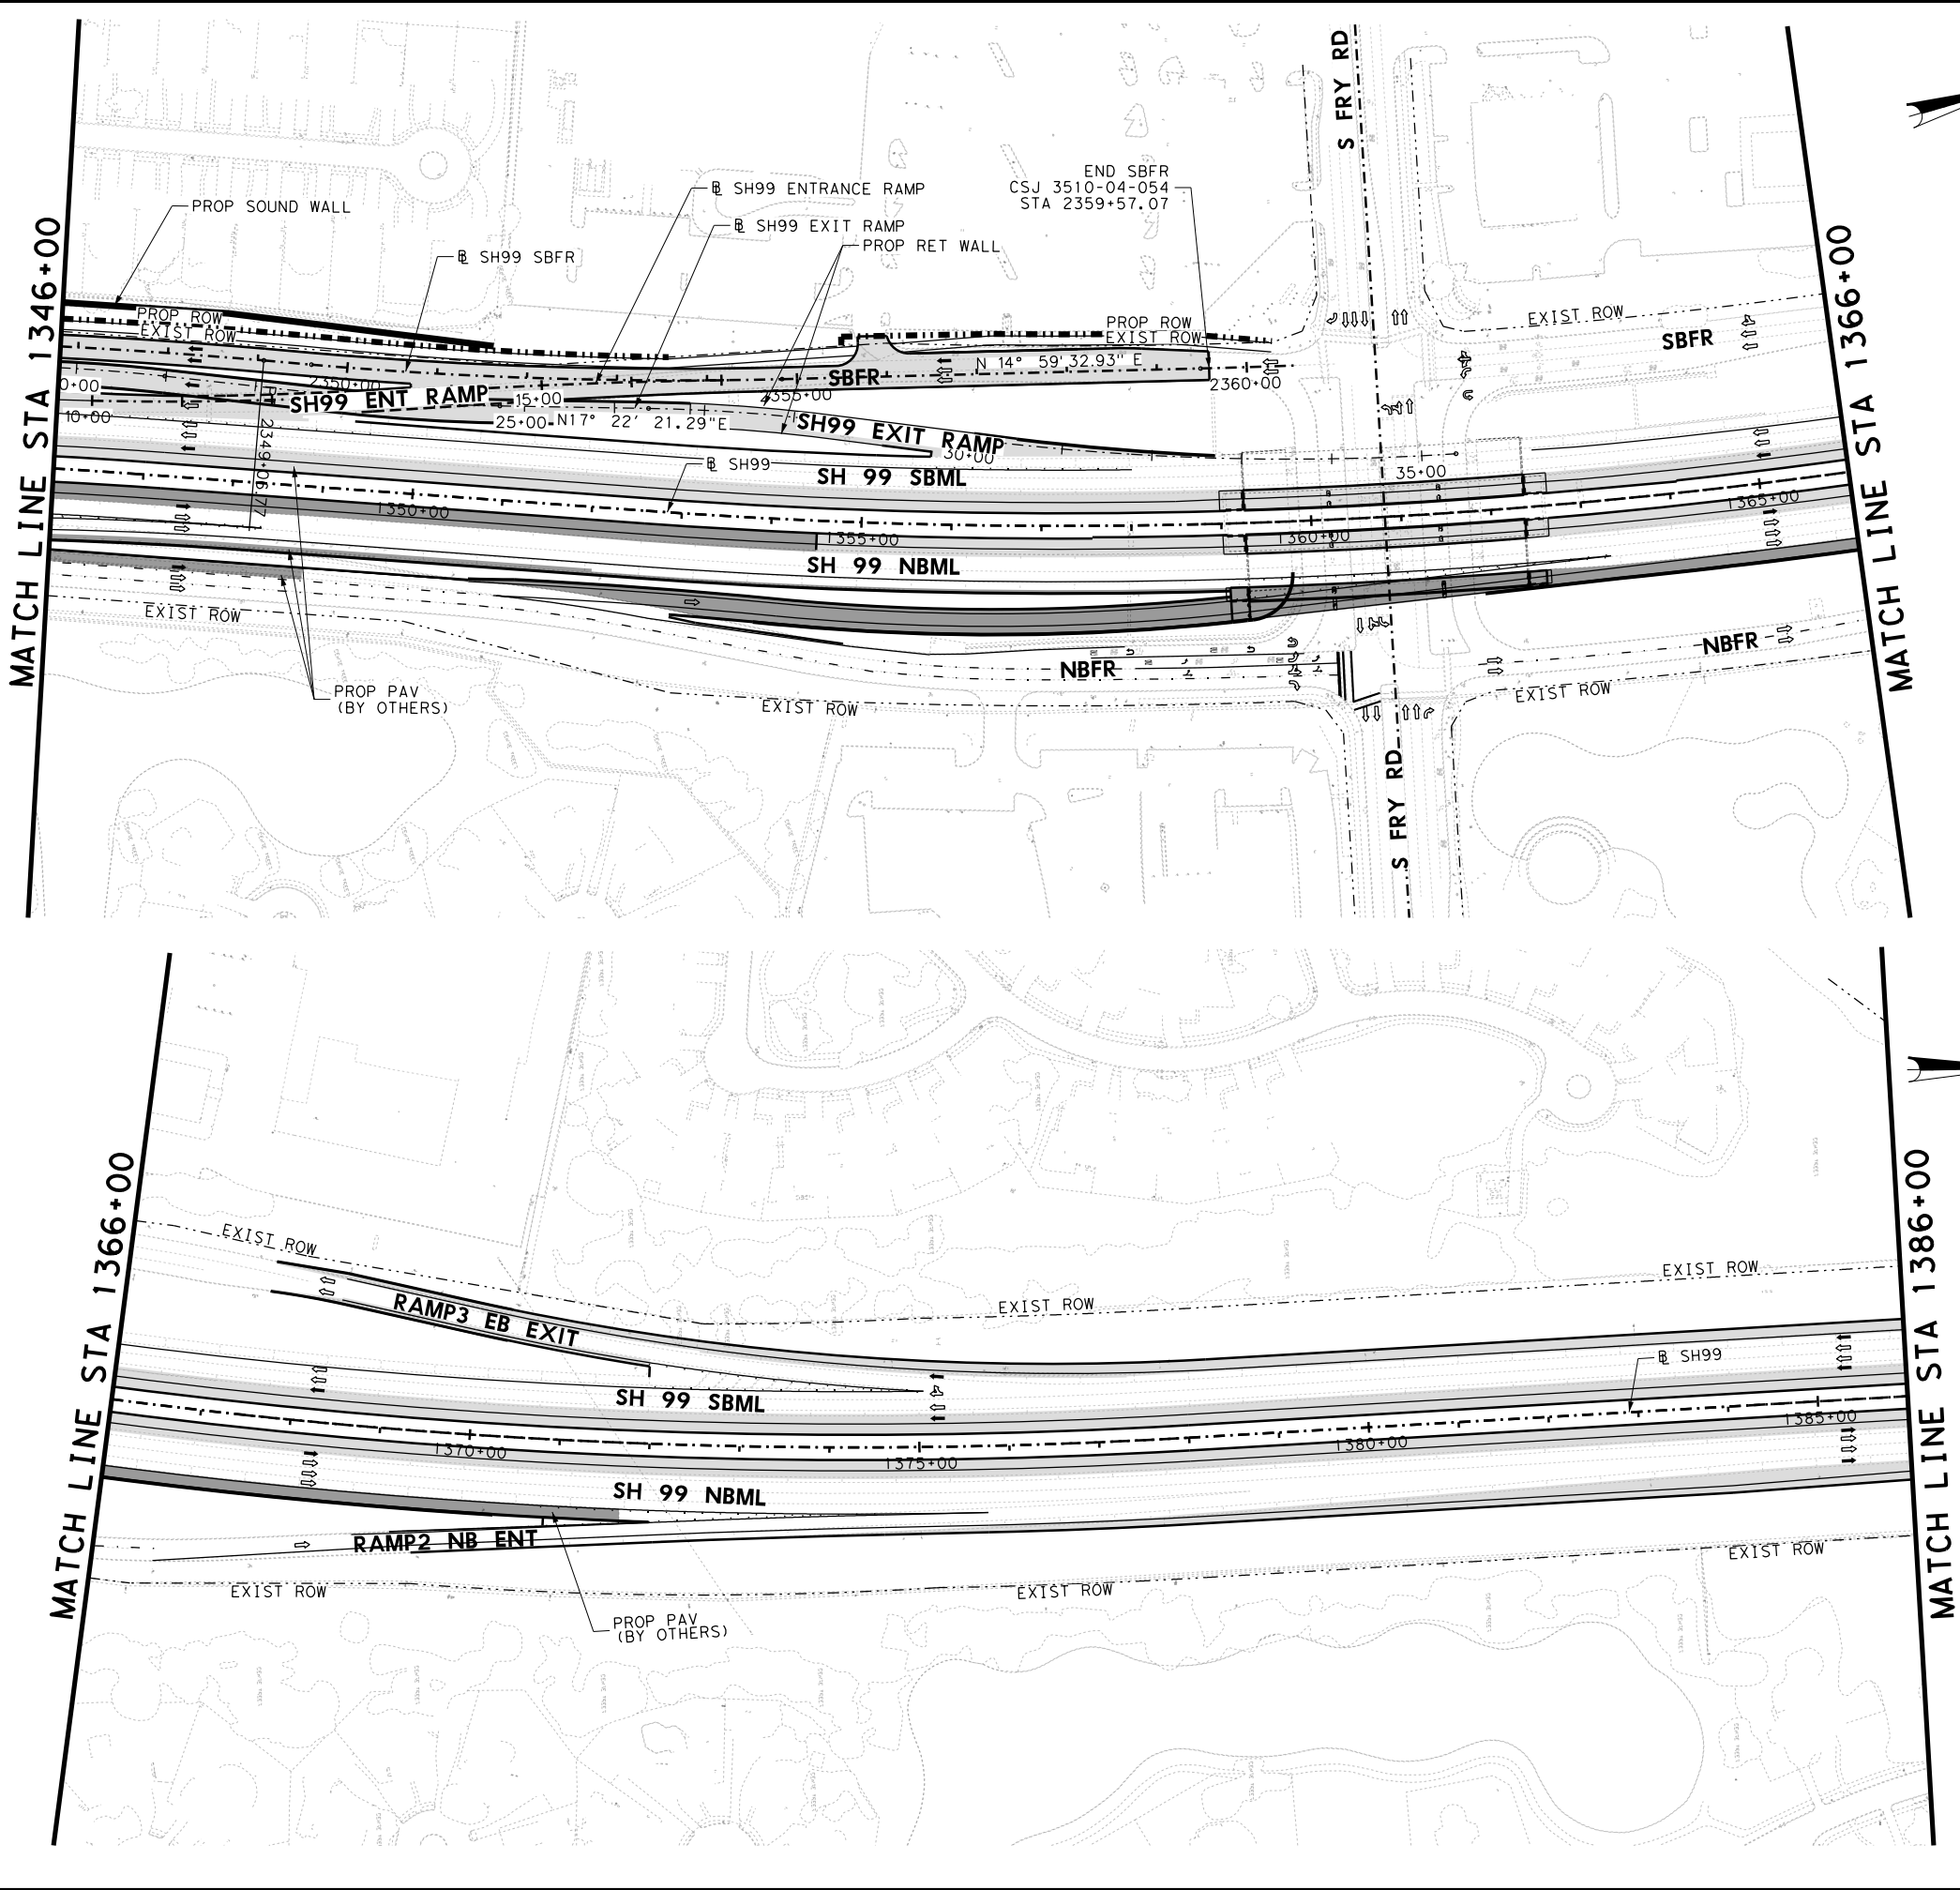 S FRY RD
END SBFR
CSJ 3510-04-054
STA 2359+57.07
℄ SH99 ENTRANCE RAMP
PROP SOUND WALL
℄ SH99 EXIT RAMP
PROP RET WALL
℄ SH99 SBFR
MATCH LINE STA 1346+00
MATCH LINE STA 1366+00
PROP ROW
EXIST ROW
PROP ROW
EXIST ROW
EXIST ROW
SBFR
N 14° 59'32.93" E
SBFR
2350+00
2355+00
2360+00
0+00
SH99 ENT RAMP
15+00
10+00
25+00
N17° 22' 21.29"E
SH99 EXIT RAMP
30+00
35+00
2349+06.77
℄ SH99
SH 99 SBML
1350+00
1355+00
1360+00
1365+00
SH 99 NBML
EXIST ROW
NBFR
NBFR
EXIST ROW
EXIST ROW
PROP PAV
(BY OTHERS)
S FRY RD
S FRY RD
MATCH LINE STA 1366+00
MATCH LINE STA 1386+00
EXIST ROW
EXIST ROW
EXIST ROW
RAMP3 EB EXIT
℄ SH99
SH 99 SBML
1370+00
1375+00
1380+00
1385+00
SH 99 NBML
RAMP2 NB ENT
EXIST ROW
EXIST ROW
EXIST ROW
PROP PAV
(BY OTHERS)